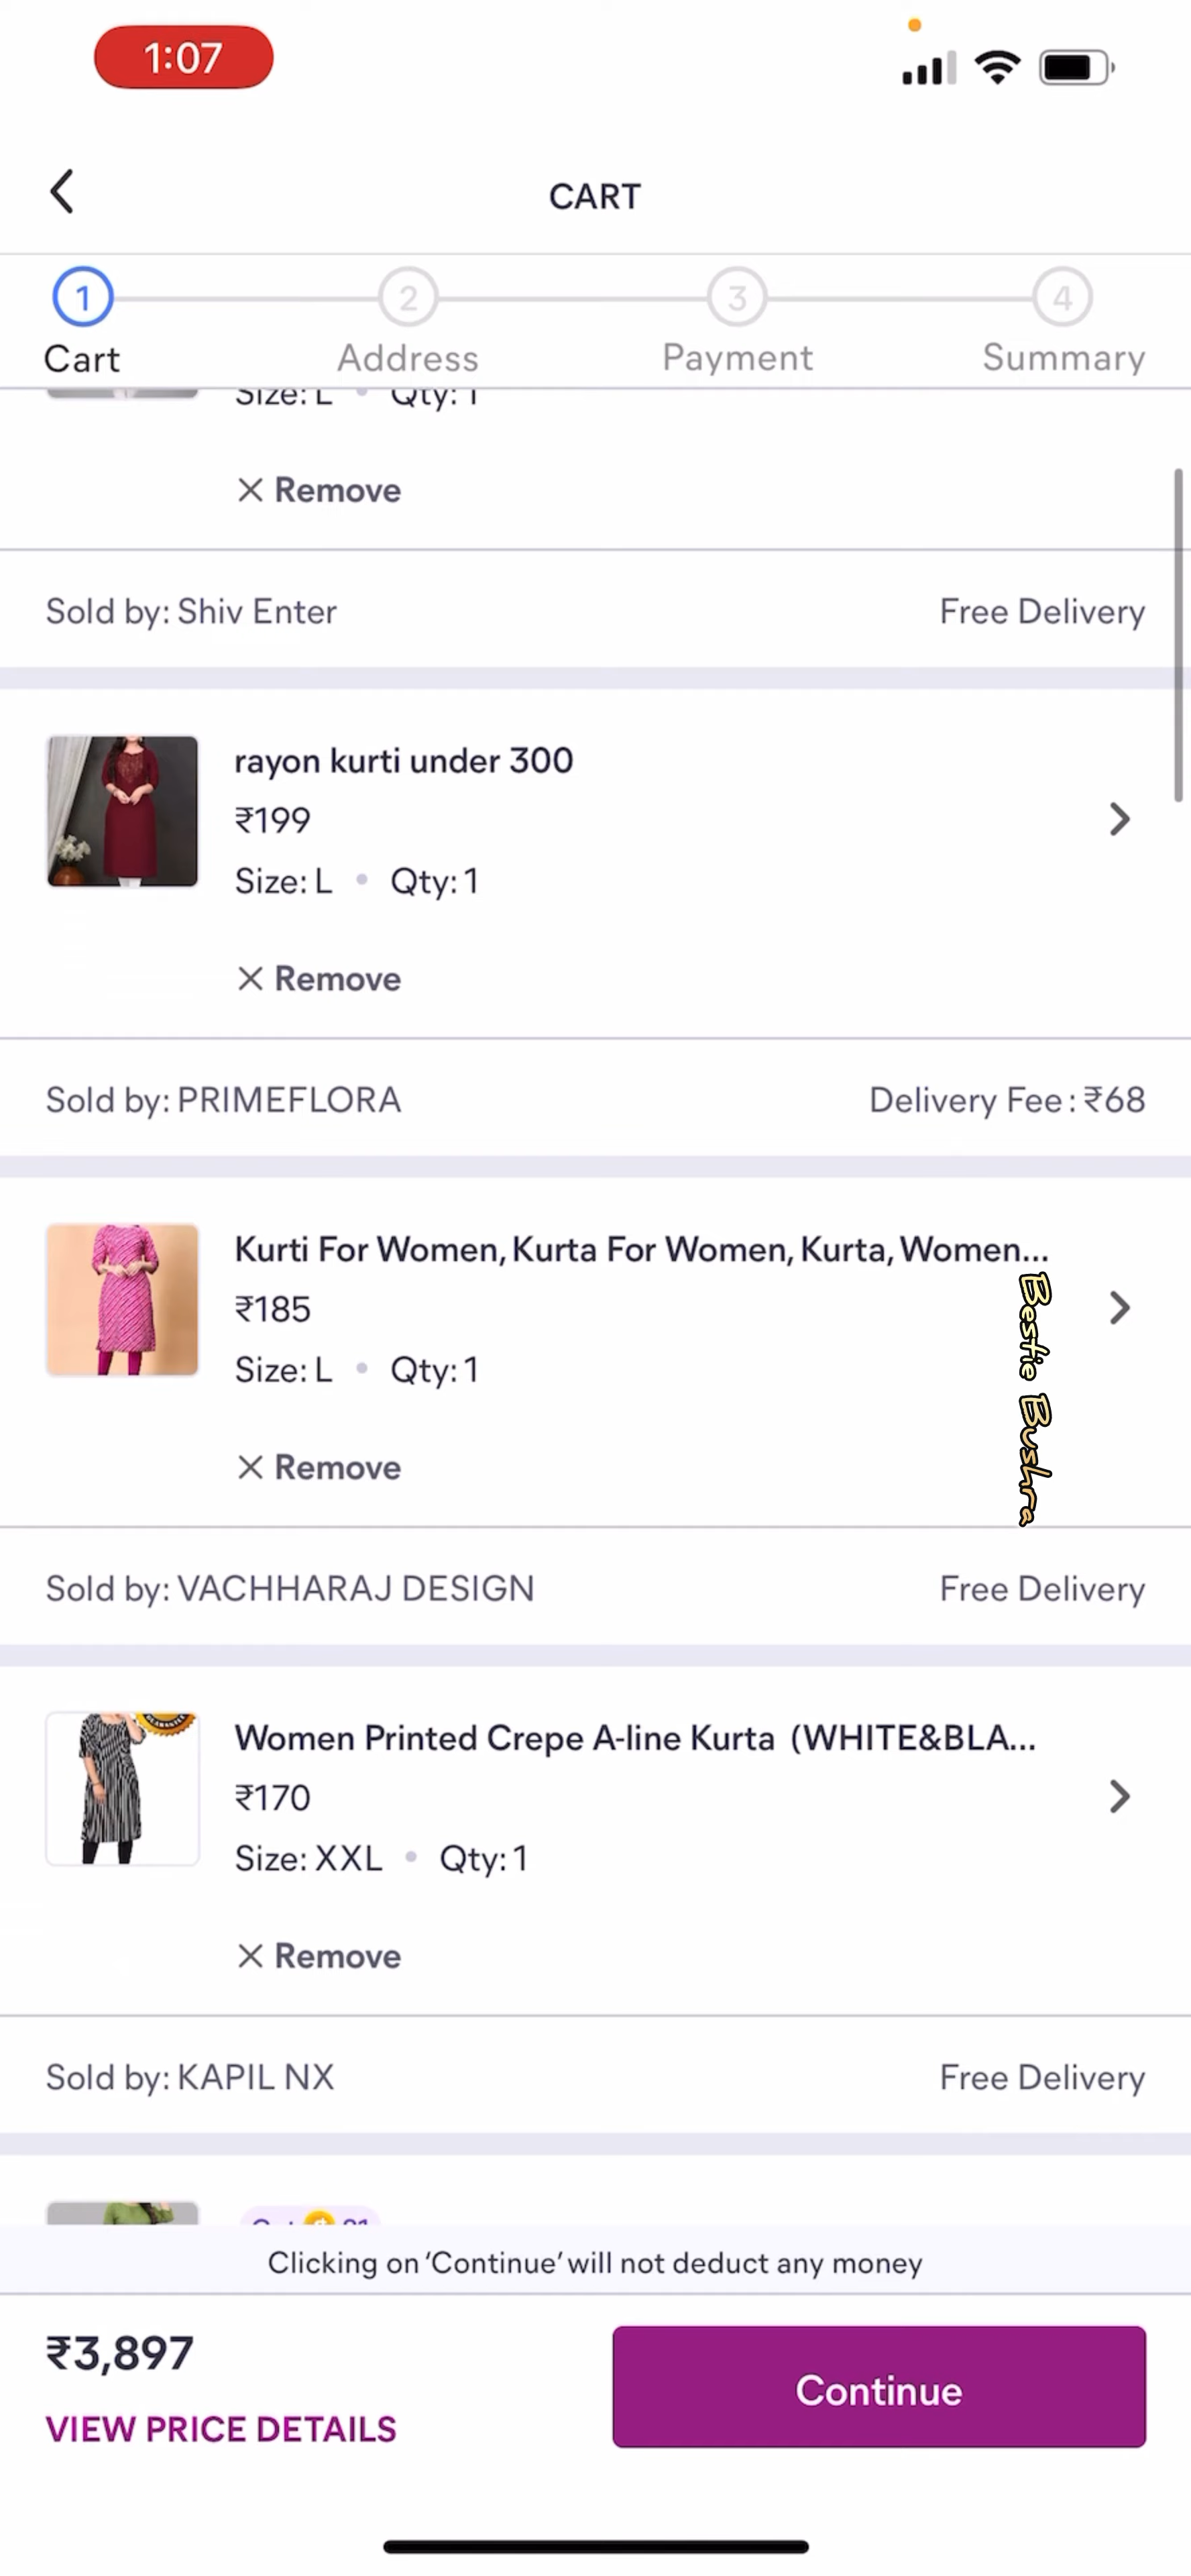 1:07
CART
1
2
3
4
Cart
Address
Payment
Summary
Size: L • Qty: 1
Remove
Sold by: Shiv Enter
Free Delivery
rayon kurti under 300
₹199
Size: L • Qty: 1
Remove
Sold by: PRIMEFLORA
Delivery Fee : ₹68
Kurti For Women, Kurta For Women, Kurta, Women...
₹185
Size: L • Qty: 1
Remove
Bestie Bushra
Sold by: VACHHARAJ DESIGN
Free Delivery
Women Printed Crepe A-line Kurta (WHITE&BLA...
₹170
Size: XXL • Qty: 1
Remove
Sold by: KAPIL NX
Free Delivery
Clicking on ‘Continue’ will not deduct any money
₹3,897
Continue
VIEW PRICE DETAILS